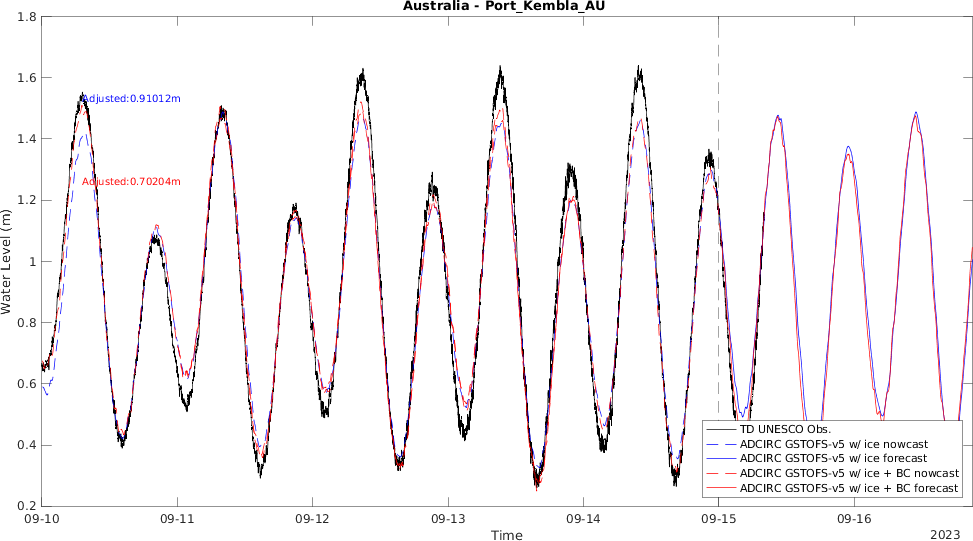 Australia - Port_Kembla_AU
1.8
1.6
1.4
1.2
1
0.8
0.6
0.4
0.2
Water Level (m)
Adjusted:0.91012m
Adjusted:0.70204m
TD UNESCO Obs.
ADCIRC GSTOFS-v5 w/ ice nowcast
ADCIRC GSTOFS-v5 w/ ice forecast
ADCIRC GSTOFS-v5 w/ ice + BC nowcast
ADCIRC GSTOFS-v5 w/ ice + BC forecast
09-10 09-11 09-12 09-13 09-14 09-15 09-16
Time
2023